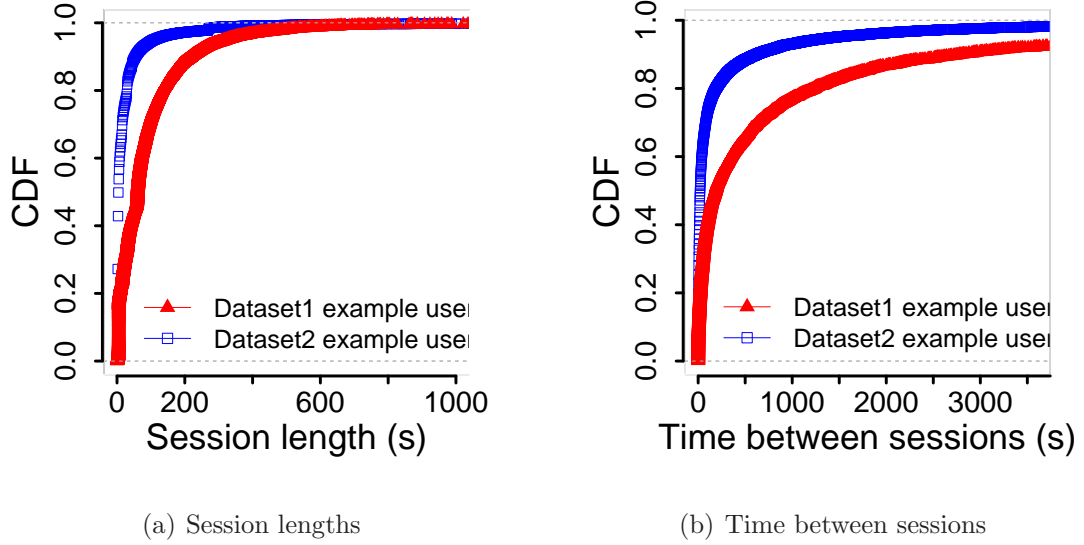 CDF
1.0
0.8
0.6
0.4
0.2
0.0
Dataset1 example user
Dataset2 example user
0 200 600 1000
Session length (s)
(a) Session lengths
CDF
1.0
0.8
0.6
0.4
0.2
0.0
Dataset1 example user
Dataset2 example user
0 1000 2000 3000
Time between sessions (s)
(b) Time between sessions